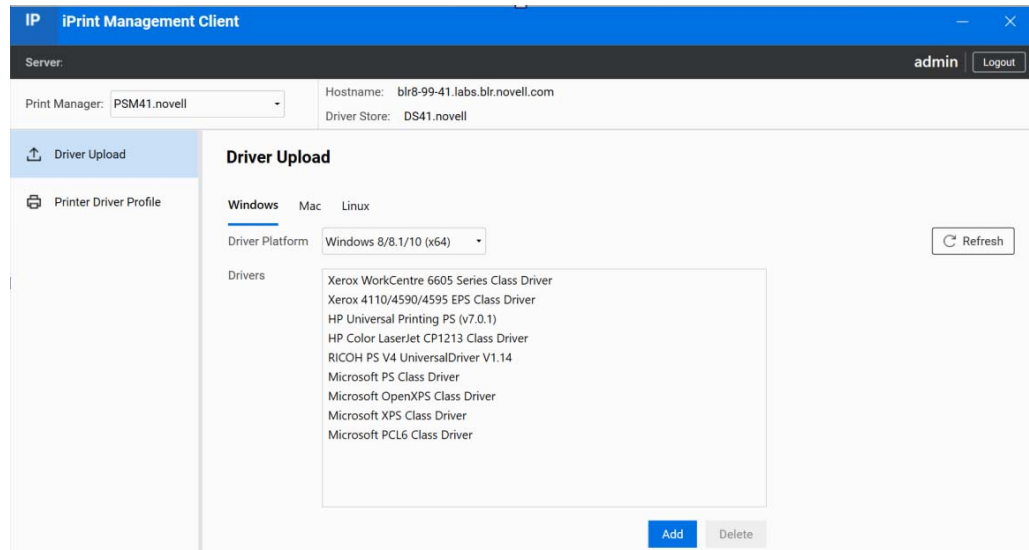 IP iPrint Management Client
Server: admin Logout
Print Manager: PSM41.novell
Hostname: blr8-99-41.labs.blr.novell.com
Driver Store: DS41.novell
Driver Upload
Printer Driver Profile
Driver Upload
Windows Mac Linux
Driver Platform Windows 8/8.1/10 (x64) Refresh
Drivers
Xerox WorkCentre 6605 Series Class Driver
Xerox 4110/4590/4595 EPS Class Driver
HP Universal Printing PS (v7.0.1)
HP Color LaserJet CP1213 Class Driver
RICOH PS V4 UniversalDriver V1.14
Microsoft PS Class Driver
Microsoft OpenXPS Class Driver
Microsoft XPS Class Driver
Microsoft PCL6 Class Driver
Add Delete